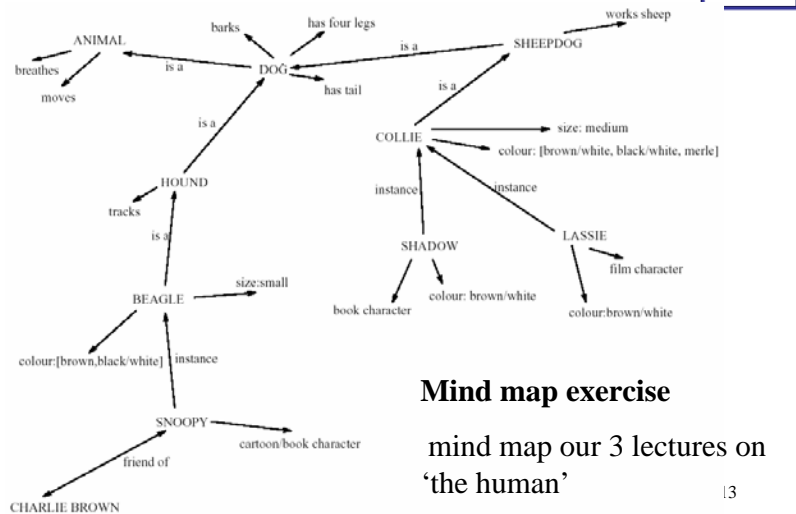 works sheep
barks
has four legs
ANIMAL
SHEEPDOG
is a
breathes
is a
DOG
moves
has tail
is a
is a
size: medium
COLLIE
colour: [brown/white, black/white, merle]
HOUND
instance
instance
tracks
is a
LASSIE
SHADOW
film character
size:small
BEAGLE
colour: brown/white
book character
colour:brown/white
colour:[brown,black/white]
instance
Mind map exercise
SNOOPY
cartoon/book character
mind map our 3 lectures on
friend of
‘the human’
13
CHARLIE BROWN